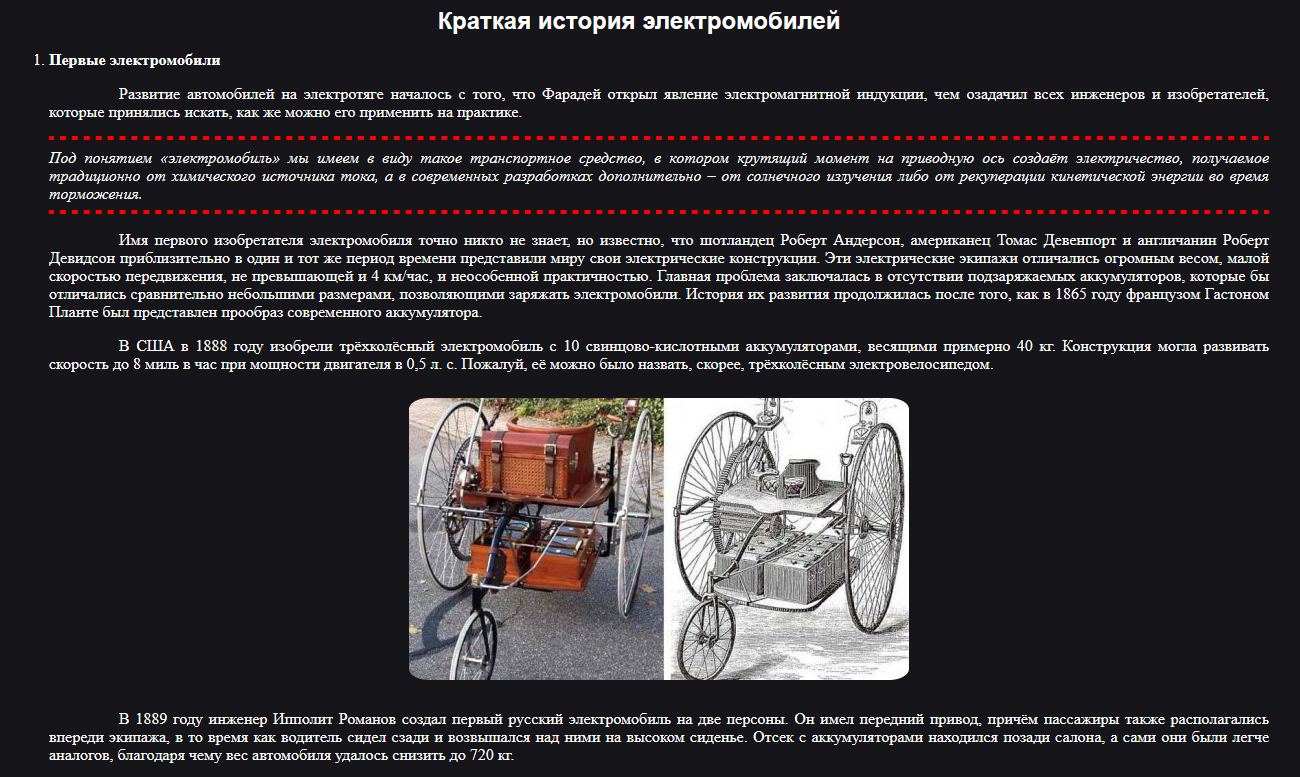 Краткая история электромобилей
1. Первые электромобили
Развитие автомобилей на электротяге началось с того, что Фарадей открыл явление электромагнитной индукции, чем озадачил всех инженеров и изобретателей,
которые принялись искать, как же можно его применить на практике.
Под понятием «электромобиль» мы имеем в виду такое транспортное средство, в котором крутящий момент на приводную ось создаёт электричество, получаемое
традиционно от химического источника тока, а в современных разработках дополнительно – от солнечного излучения либо от рекуперации кинетической энергии во время
торможения.
Имя первого изобретателя электромобиля точно никто не знает, но известно, что шотландец Роберт Андерсон, американец Томас Девенпорт и англичанин Роберт
Девидсон приблизительно в один и тот же период времени представили миру свои электрические конструкции. Эти электрические экипажи отличались огромным весом, малой
скоростью передвижения, не превышающей и 4 км/час, и неособенной практичностью. Главная проблема заключалась в отсутствии подзаряжаемых аккумуляторов, которые бы
отличались сравнительно небольшими размерами, позволяющими заряжать электромобили. История их развития продолжилась после того, как в 1865 году французом Гастоном
Планте был представлен прообраз современного аккумулятора.
В США в 1888 году изобрели трёхколёсный электромобиль с 10 свинцово-кислотными аккумуляторами, весящими примерно 40 кг. Конструкция могла развивать
скорость до 8 миль в час при мощности двигателя в 0,5 л. с. Пожалуй, её можно было назвать, скорее, трёхколёсным электровелосипедом.
В 1889 году инженер Ипполит Романов создал первый русский электромобиль на две персоны. Он имел передний привод, причём пассажиры также располагались
впереди экипажа, в то время как водитель сидел сзади и возвышался над ними на высоком сиденье. Отсек с аккумуляторами находился позади салона, а сами они были легче
аналогов, благодаря чему вес автомобиля удалось снизить до 720 кг.